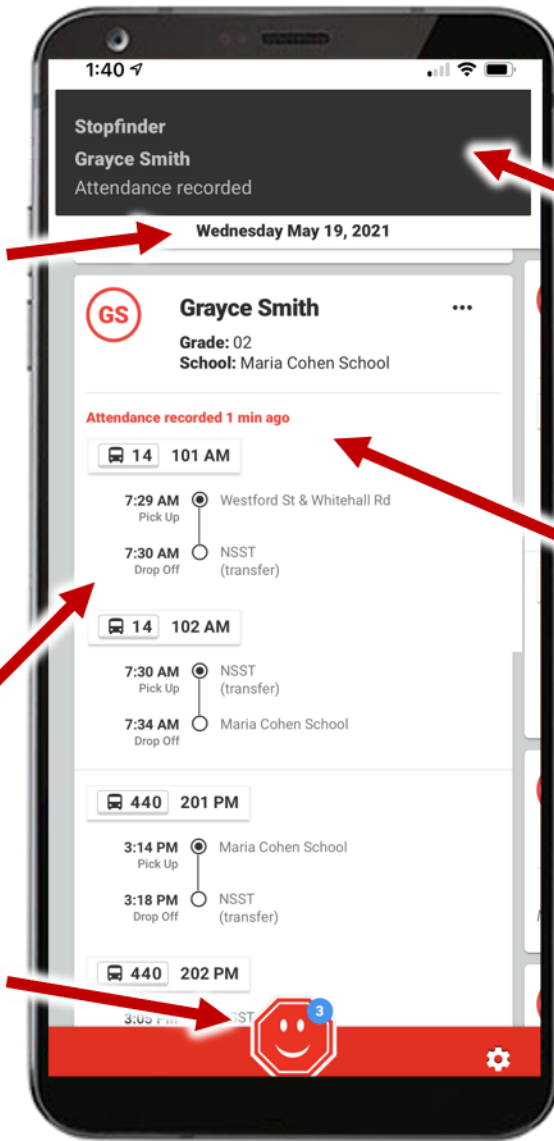 1:40
Stopfinder
Grayce Smith
Attendance recorded
Wednesday May 19, 2021
GS
Grayce Smith
Grade: 02
School: Maria Cohen School
Attendance recorded 1 min ago
14 101 AM
7:29 AM Westford St & Whitehall Rd
Pick Up
7:30 AM NSST
Drop Off (transfer)
14 102 AM
7:30 AM NSST
Pick Up (transfer)
7:34 AM Maria Cohen School
Drop Off
440 201 PM
3:14 PM Maria Cohen School
Pick Up
3:18 PM NSST
Drop Off (transfer)
440 202 PM
3:05
3